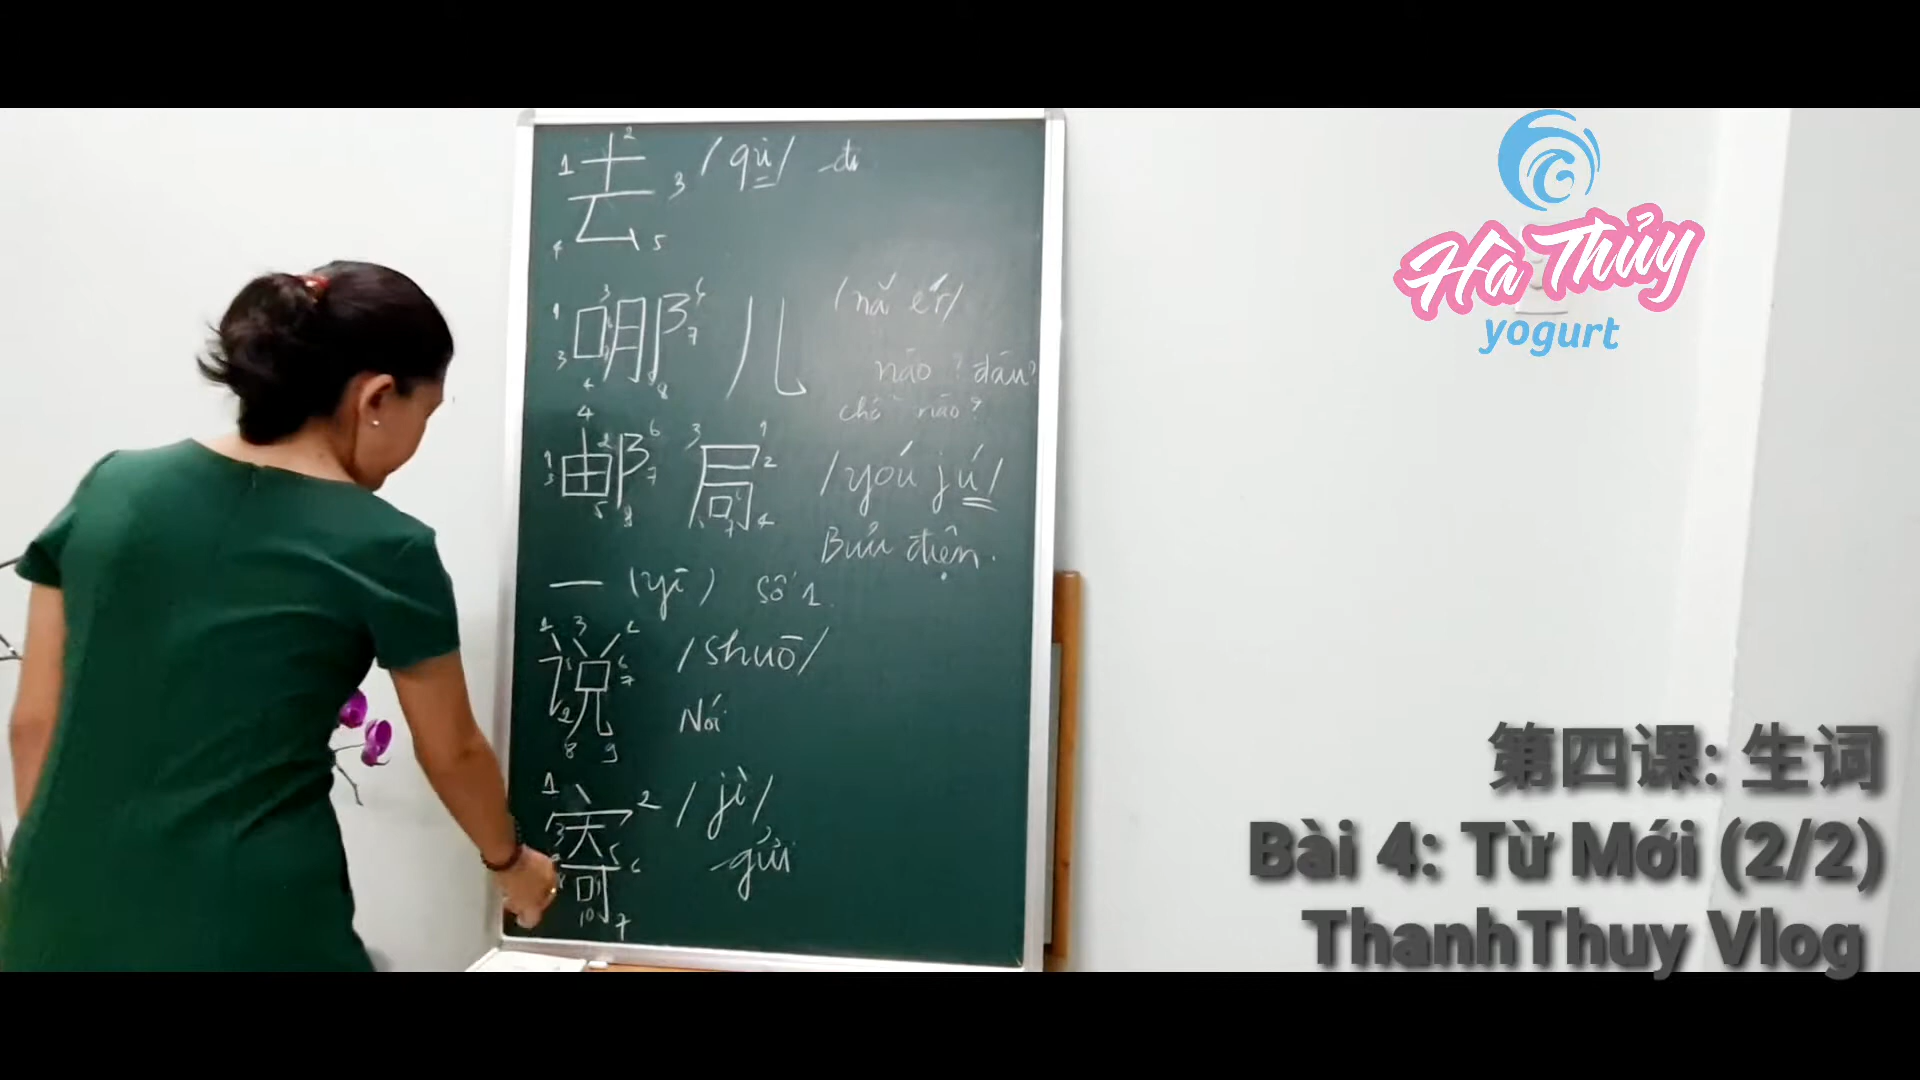 去 /qù/ đi
哪儿 /nǎ ér/
nào? đâu?
chỗ nào?
邮局 /yóu jú/
Bưu điện.
一 (yī) số 1.
说 /shuō/
Nói
寄 /jì/
gửi
Hà Thủy
yogurt
第四课: 生词
Bài 4: Từ Mới (2/2)
ThanhThuy Vlog